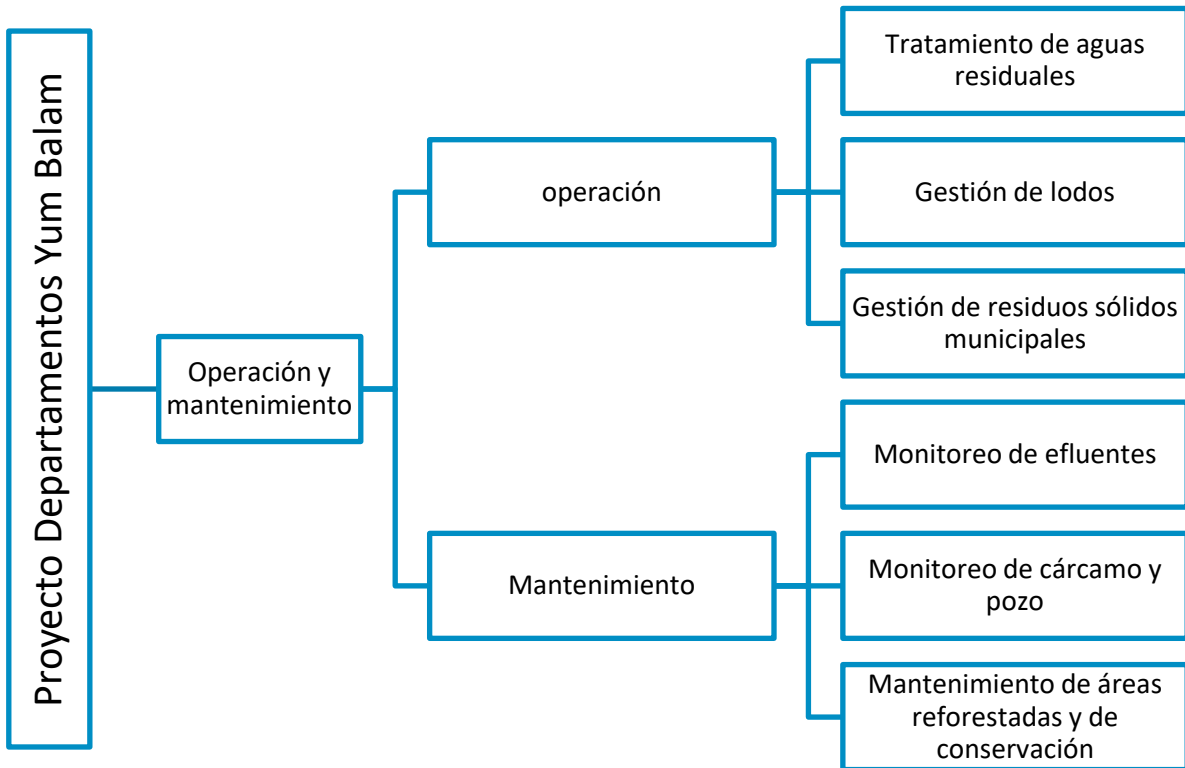 Proyecto Departamentos Yum Balam
Operación y
mantenimiento
operación
Tratamiento de aguas
residuales
Gestión de lodos
Gestión de residuos sólidos
municipales
Mantenimiento
Monitoreo de efluentes
Monitoreo de cárcamo y
pozo
Mantenimiento de áreas
reforestadas y de
conservación